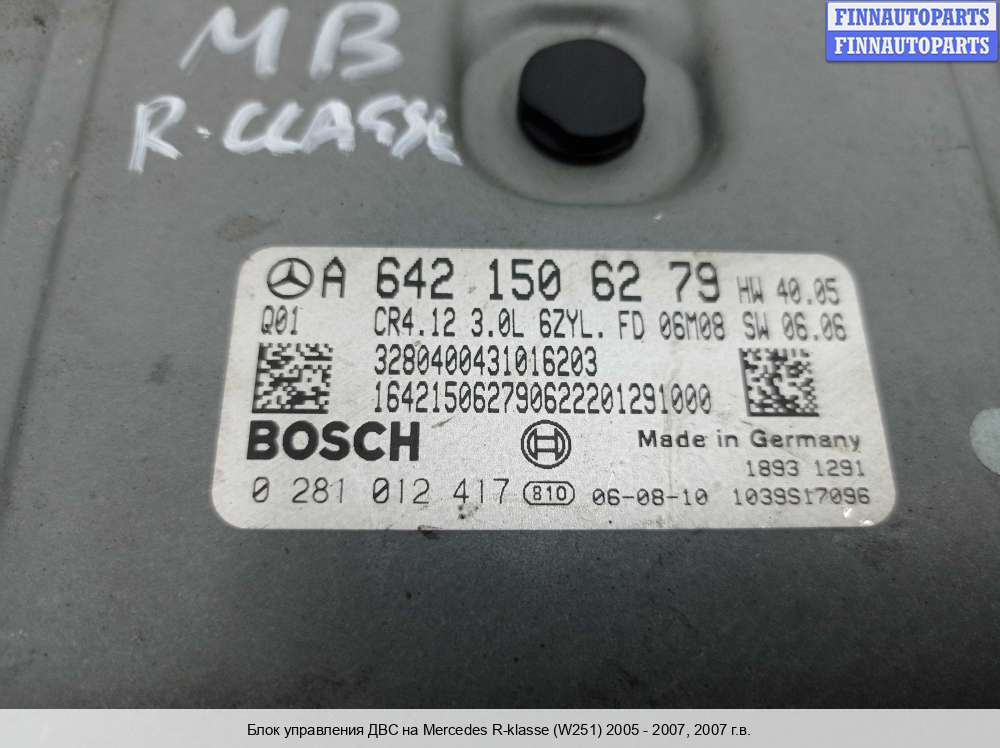 FINNAUTOPARTS
FINNAUTOPARTS
MB
R-CLASSE
A 642 150 62 79 HW 40.05
Q01 CR4.12 3.0L 6ZYL. FD 06M08 SW 06.06
3280400431016203
164215062790622201291000
BOSCH Made in Germany
1893 1291
0 281 012 417 810 06-08-10 1039S17096
Блок управления ДВС на Mercedes R-klasse (W251) 2005 - 2007, 2007 г.в.